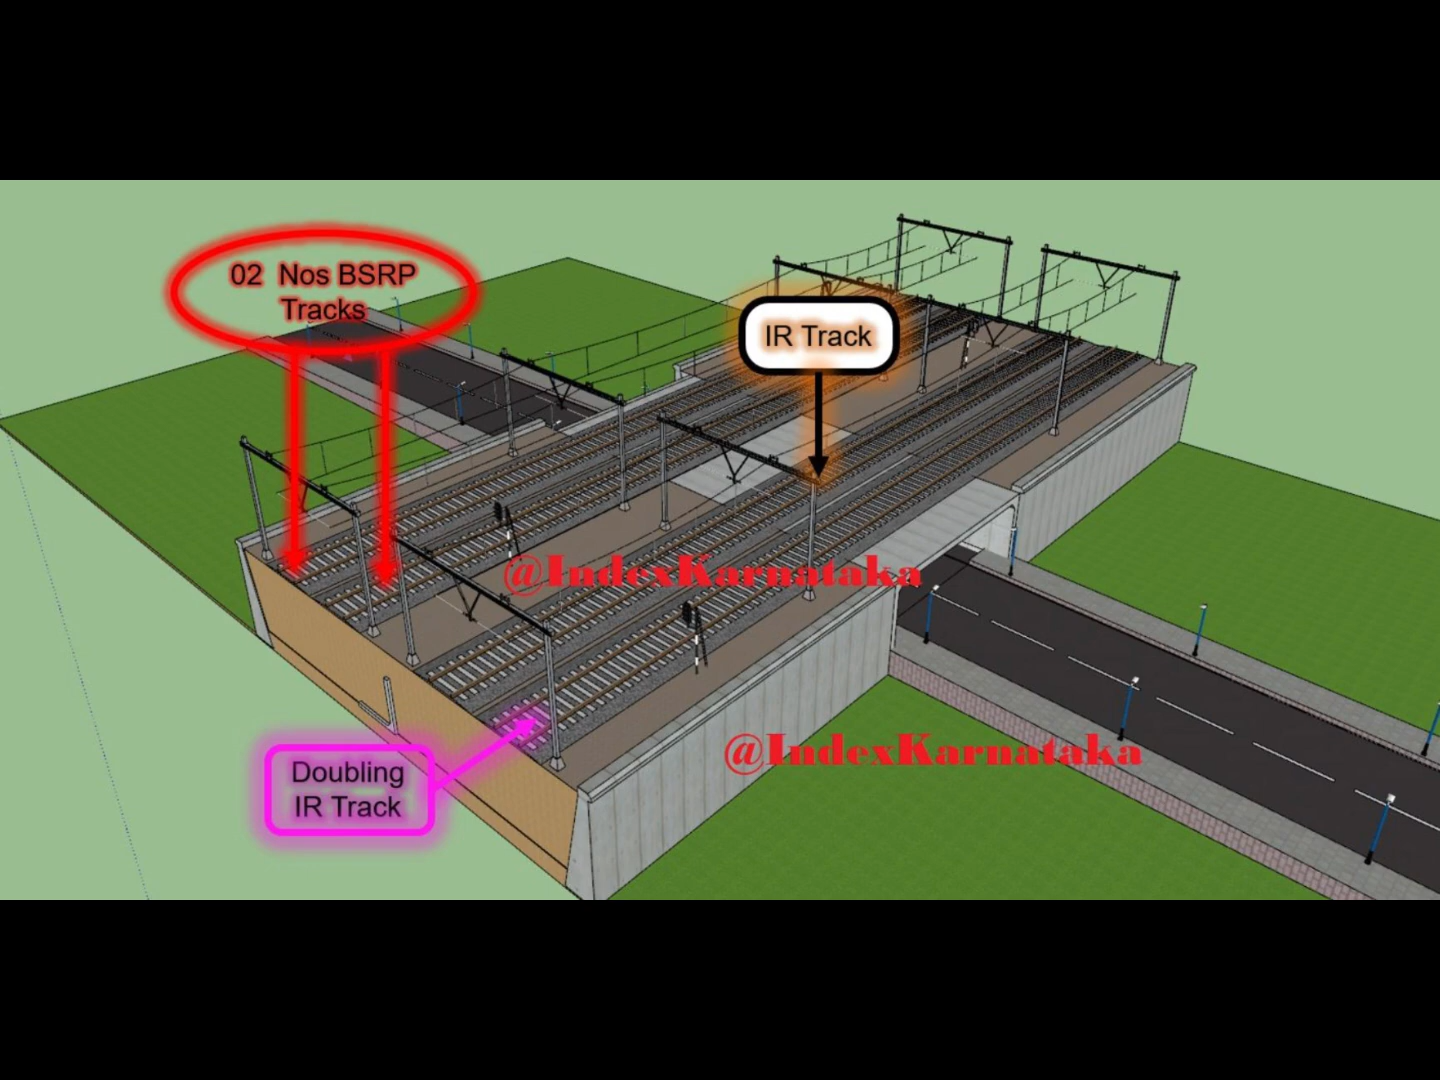 02 Nos BSRP
Tracks
IR Track
@IndexKarnataka
@IndexKarnataka
Doubling
IR Track